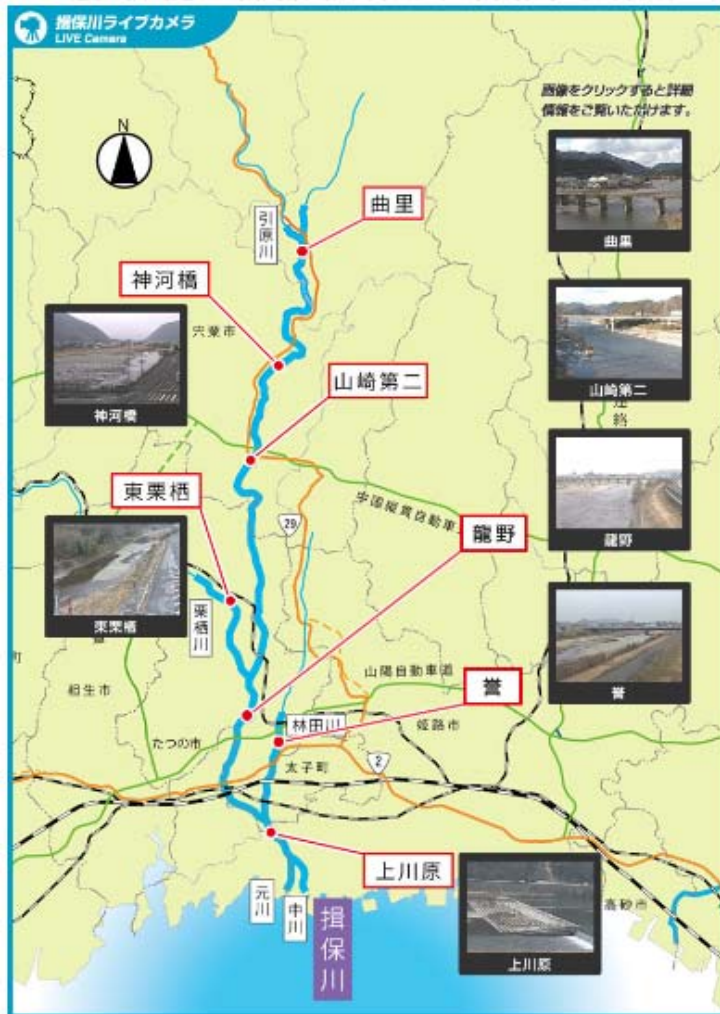 揖保川ライブカメラ
LIVE Camera
画像をクリックすると詳細
情報をご覧いただけます。
N
曲里
引原川
曲里
神河橋
宍粟市
山崎第二
神河橋
山崎第二
東栗栖
中国縦貫自動車
29
龍野
龍野
東栗栖
栗栖川
相生市
山陽自動車道
誉
誉
林田川
姫路市
たつの市
太子町
2
上川原
元川
中川
揖保川
高砂市
上川原